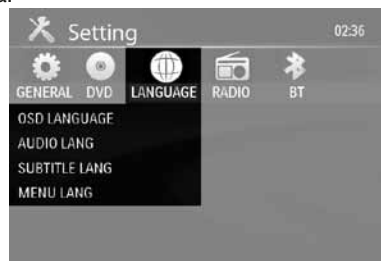 Setting 02:36
GENERAL DVD LANGUAGE RADIO BT
OSD LANGUAGE
AUDIO LANG
SUBTITLE LANG
MENU LANG